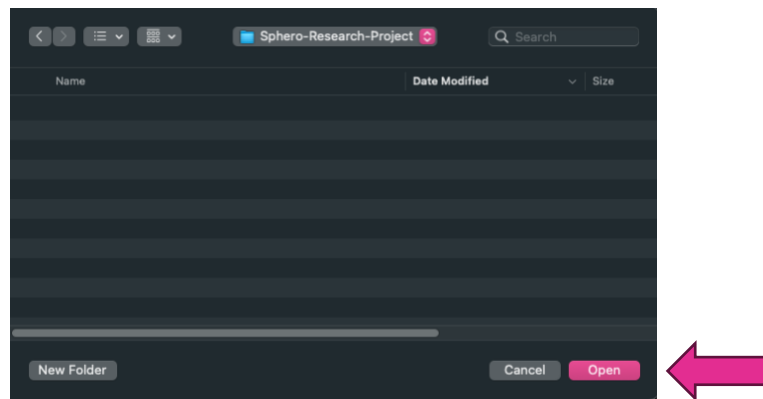 Sphero-Research-Project Search
Name Date Modified Size
New Folder Cancel Open